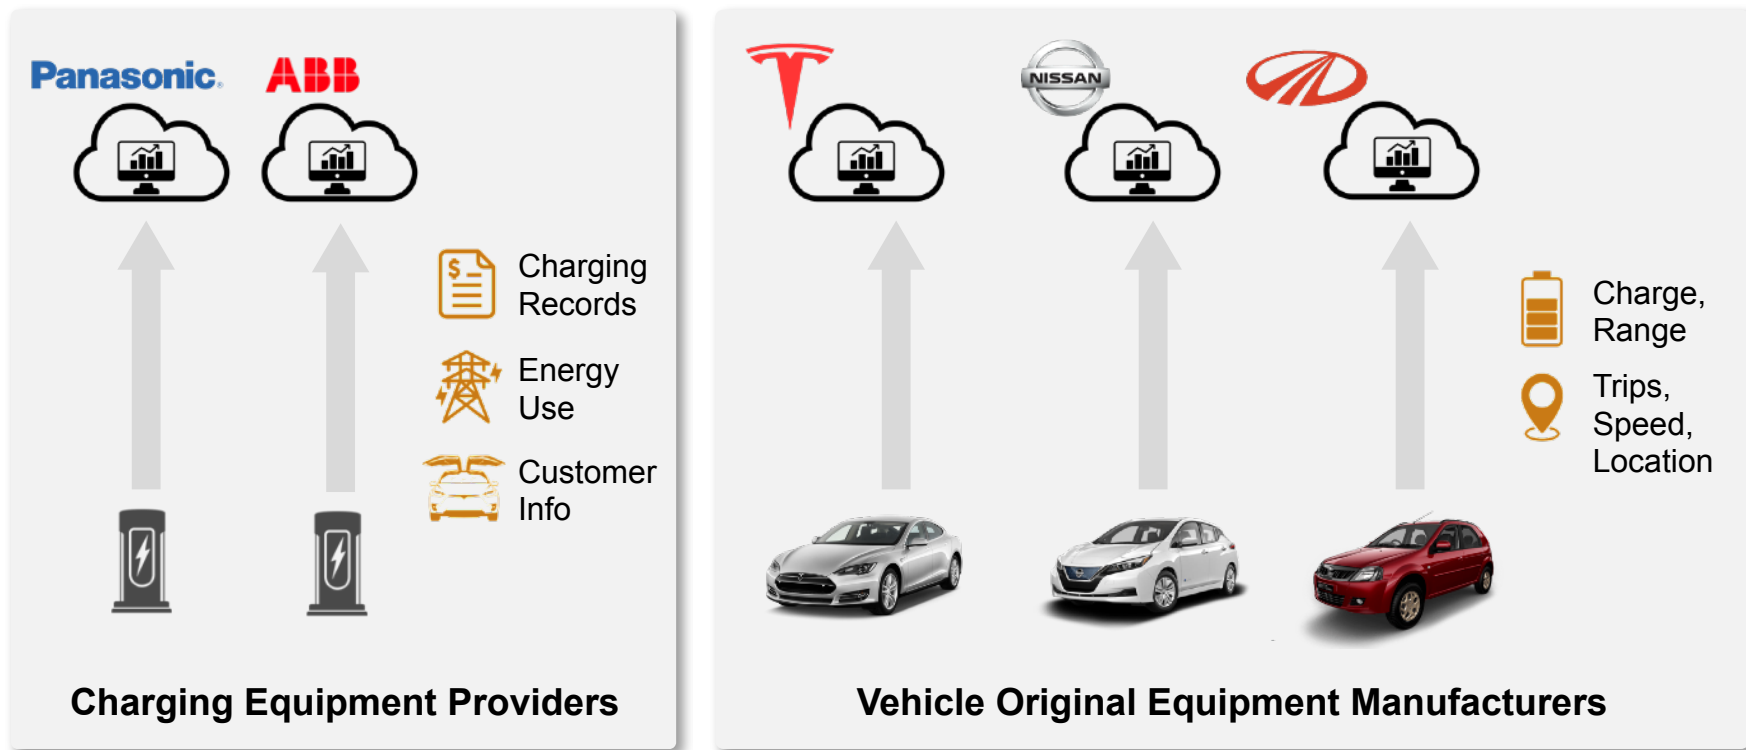 Panasonic
ABB
Charging
Records
Energy
Use
Customer
Info
Charging Equipment Providers
NISSAN
Charge,
Range
Trips,
Speed,
Location
Vehicle Original Equipment Manufacturers